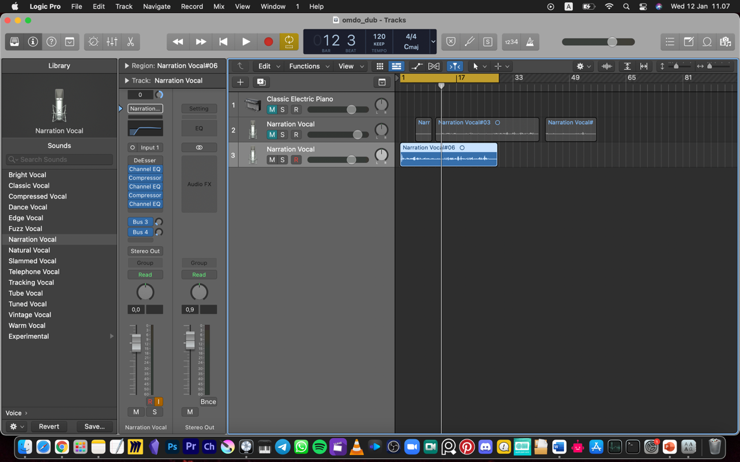 Logic Pro File Edit Track Navigate Record Mix View Window 1 Help
A Wed 12 Jan 11.07
omdo_dub - Tracks
12 3
BAR BEAT
120
KEEP
TEMPO
4/4
Cmaj
S
1234
Library
Region: Narration Vocal#06
Edit Functions View
Track: Narration Vocal
1 17 33 49 65 81
0
Narration...
Setting
EQ
Input 1
Audio FX
DeEsser
Channel EQ
Compressor
Channel EQ
Compressor
Channel EQ
Bus 3
Bus 4
Stereo Out
Group Group
Read Read
0,0 0,9
R I
Bnce
M S M
Narration Vocal Stereo Out
Narration Vocal
Sounds
Search Sounds
Bright Vocal
Classic Vocal
Compressed Vocal
Dance Vocal
Edge Vocal
Fuzz Vocal
Narration Vocal
Natural Vocal
Slammed Vocal
Telephone Vocal
Tracking Vocal
Tube Vocal
Tuned Vocal
Vintage Vocal
Warm Vocal
Experimental
Voice
Revert Save...
1 Classic Electric Piano
M S R
2 Narration Vocal
M S R
3 Narration Vocal
M S R
Narr Narration Vocal#03 Narration Vocal#
Narration Vocal#06
Ps Pr Ch